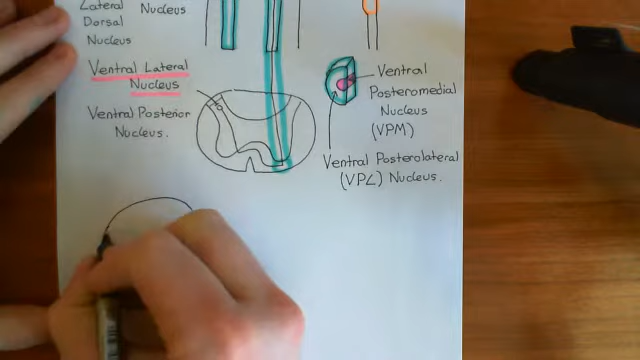 Lateral Nucleus
Dorsal
Nucleus
Ventral Lateral
Nucleus
Ventral Posterior
Nucleus.
Ventral
Posteromedial
Nucleus
(VPM)
Ventral Posterolateral
(VPL) Nucleus.